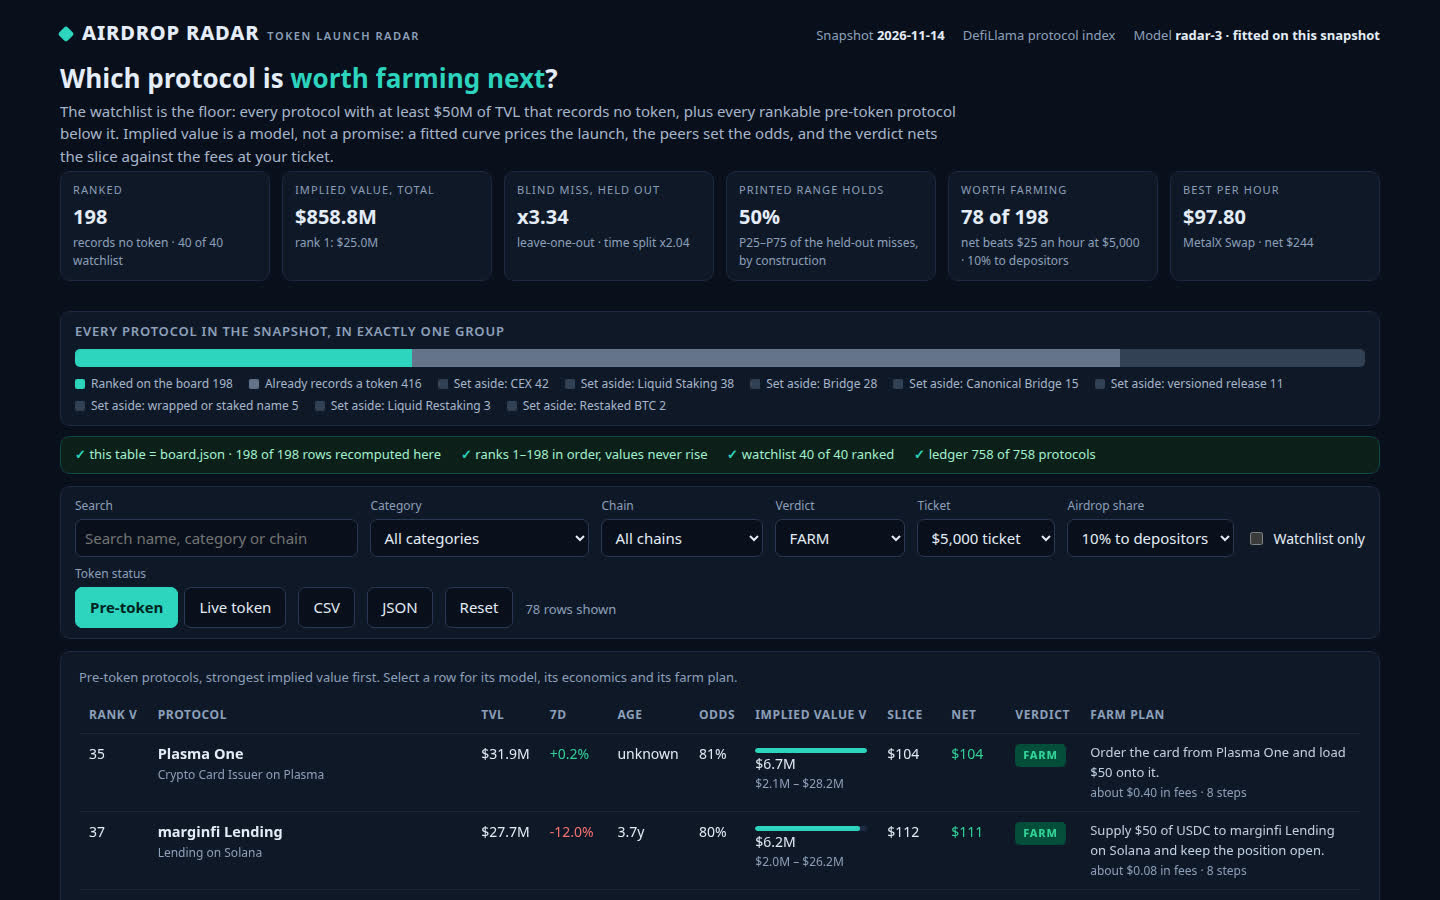 AIRDROP RADAR TOKEN LAUNCH RADAR
Snapshot 2026-11-14 DefiLlama protocol index Model radar-3 · fitted on this snapshot
Which protocol is worth farming next?
The watchlist is the floor: every protocol with at least $50M of TVL that records no token, plus every rankable pre-token protocol
below it. Implied value is a model, not a promise: a fitted curve prices the launch, the peers set the odds, and the verdict nets
the slice against the fees at your ticket.
RANKED
198
records no token · 40 of 40
watchlist
IMPLIED VALUE, TOTAL
$858.8M
rank 1: $25.0M
BLIND MISS, HELD OUT
x3.34
leave-one-out · time split x2.04
PRINTED RANGE HOLDS
50%
P25–P75 of the held-out misses,
by construction
WORTH FARMING
78 of 198
net beats $25 an hour at $5,000
· 10% to depositors
BEST PER HOUR
$97.80
MetalX Swap · net $244
EVERY PROTOCOL IN THE SNAPSHOT, IN EXACTLY ONE GROUP
Ranked on the board 198 Already records a token 416 Set aside: CEX 42 Set aside: Liquid Staking 38 Set aside: Bridge 28 Set aside: Canonical Bridge 15 Set aside: versioned release 11
Set aside: wrapped or staked name 5 Set aside: Liquid Restaking 3 Set aside: Restaked BTC 2
✓ this table = board.json · 198 of 198 rows recomputed here ✓ ranks 1–198 in order, values never rise ✓ watchlist 40 of 40 ranked ✓ ledger 758 of 758 protocols
Search Category Chain Verdict Ticket Airdrop share
Search name, category or chain All categories All chains FARM $5,000 ticket 10% to depositors Watchlist only
Token status
Pre-token Live token CSV JSON Reset 78 rows shown
Pre-token protocols, strongest implied value first. Select a row for its model, its economics and its farm plan.
RANK V PROTOCOL TVL 7D AGE ODDS IMPLIED VALUE V SLICE NET VERDICT FARM PLAN
35 Plasma One $31.9M +0.2% unknown 81% $6.7M $104 $104 FARM Order the card from Plasma One and load
Crypto Card Issuer on Plasma $2.1M – $28.2M $50 onto it.
about $0.40 in fees · 8 steps
37 marginfi Lending $27.7M -12.0% 3.7y 80% $6.2M $112 $111 FARM Supply $50 of USDC to marginfi Lending
Lending on Solana $2.0M – $26.2M on Solana and keep the position open.
about $0.08 in fees · 8 steps